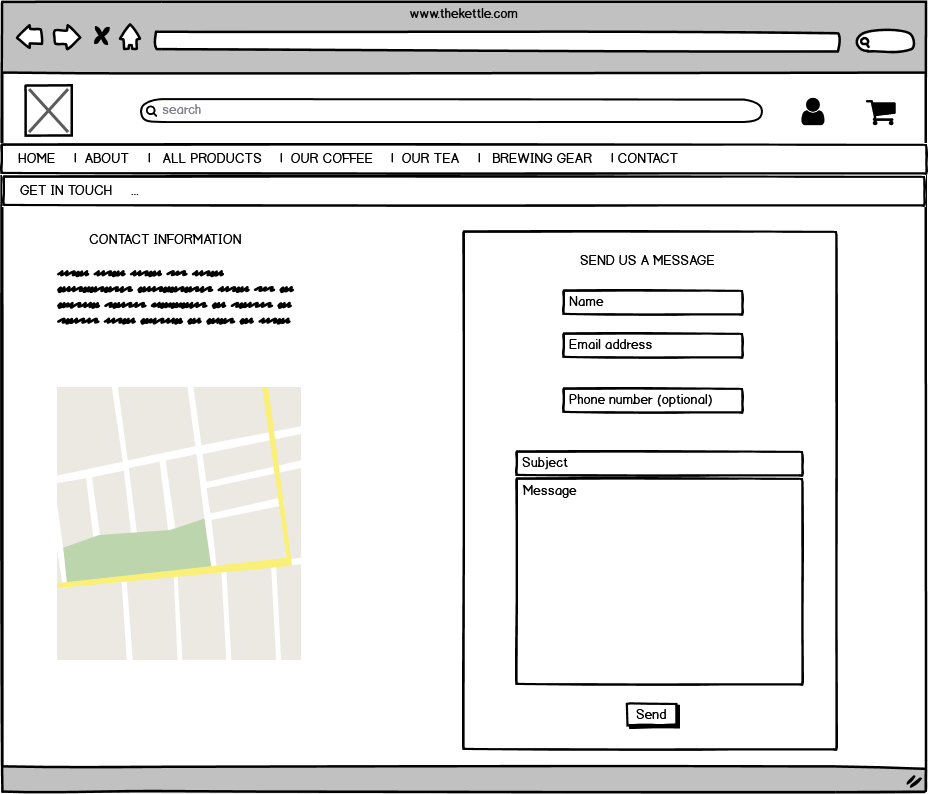 www.thekettle.com
search
HOME | ABOUT | ALL PRODUCTS | OUR COFFEE | OUR TEA | BREWING GEAR | CONTACT
GET IN TOUCH ...
CONTACT INFORMATION
SEND US A MESSAGE
Name
Email address
Phone number (optional)
Subject
Message
Send